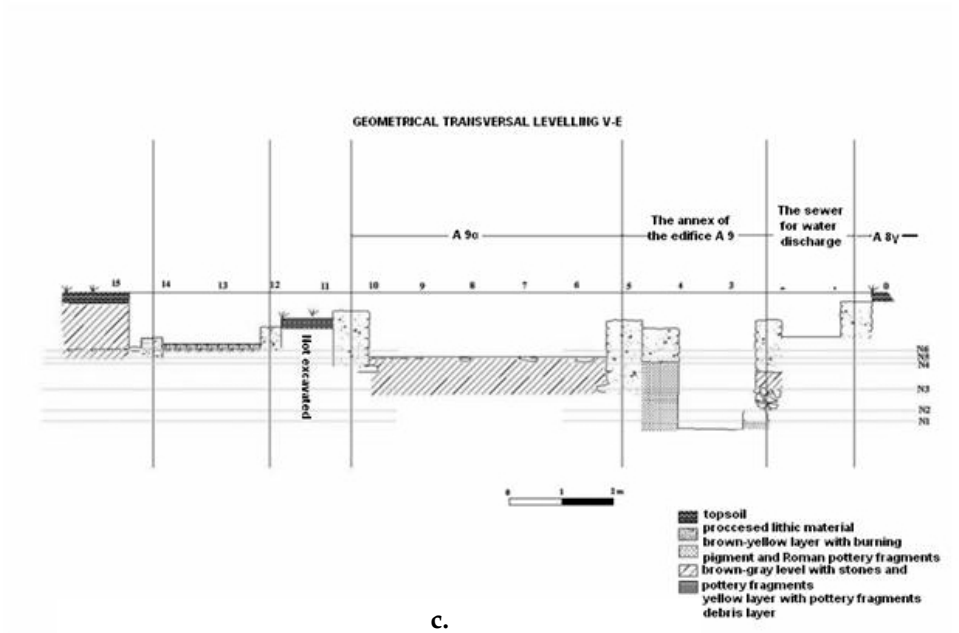 GEOMETRICAL TRANSVERSAL LEVELLING V-E
The annex of
the edifice A 9
The sewer
for water
discharge
A 9α
A 8γ
15 14 13 12 11 10 9 8 7 6 5 4 3 0
Not excavated
N6
N5
N4
N3
N2
N1
0 1 2 m
topsoil
proccesed lithic material
brown-yellow layer with burning
pigment and Roman pottery fragments
brown-gray level with stones and
pottery fragments
yellow layer with pottery fragments
debris layer
c.